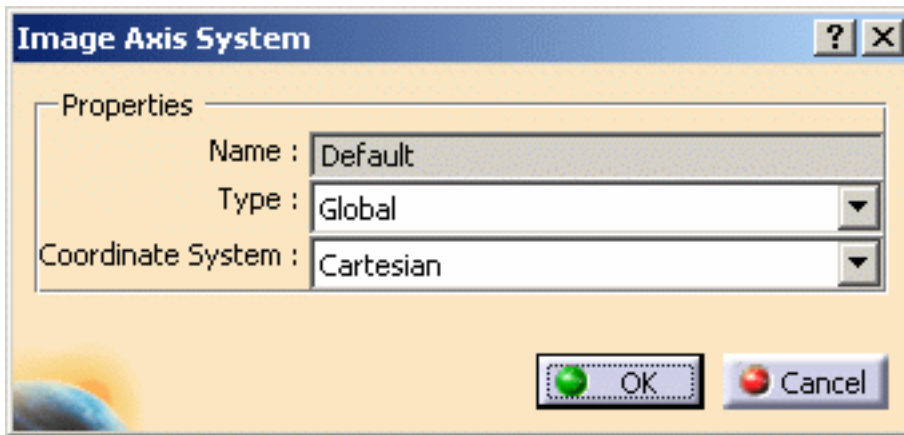 Image Axis System
Properties
Name : Default
Type : Global
Coordinate System : Cartesian
OK Cancel